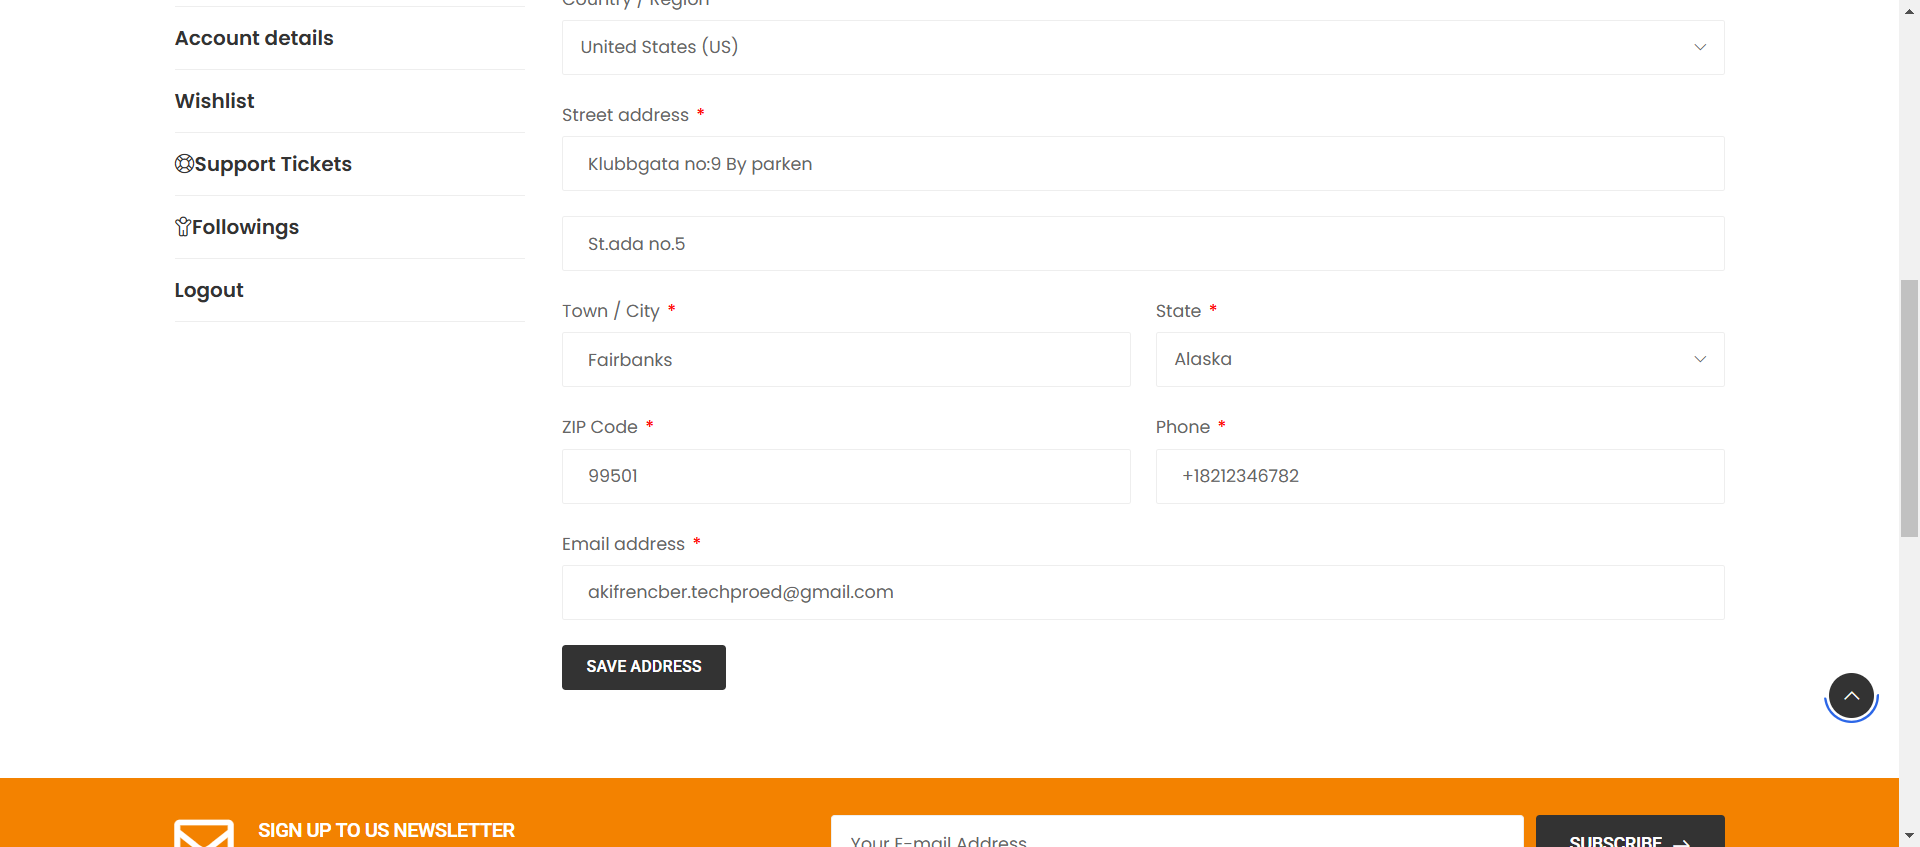 Account details
Wishlist
Support Tickets
Followings
Logout
Country / Region
United States (US)
Street address *
Klubbgata no:9 By parken
St.ada no.5
Town / City *
Fairbanks
State *
Alaska
ZIP Code *
99501
Phone *
+18212346782
Email address *
akifrencber.techproed@gmail.com
SAVE ADDRESS
SIGN UP TO US NEWSLETTER
Your E-mail Address
SUBSCRIBE